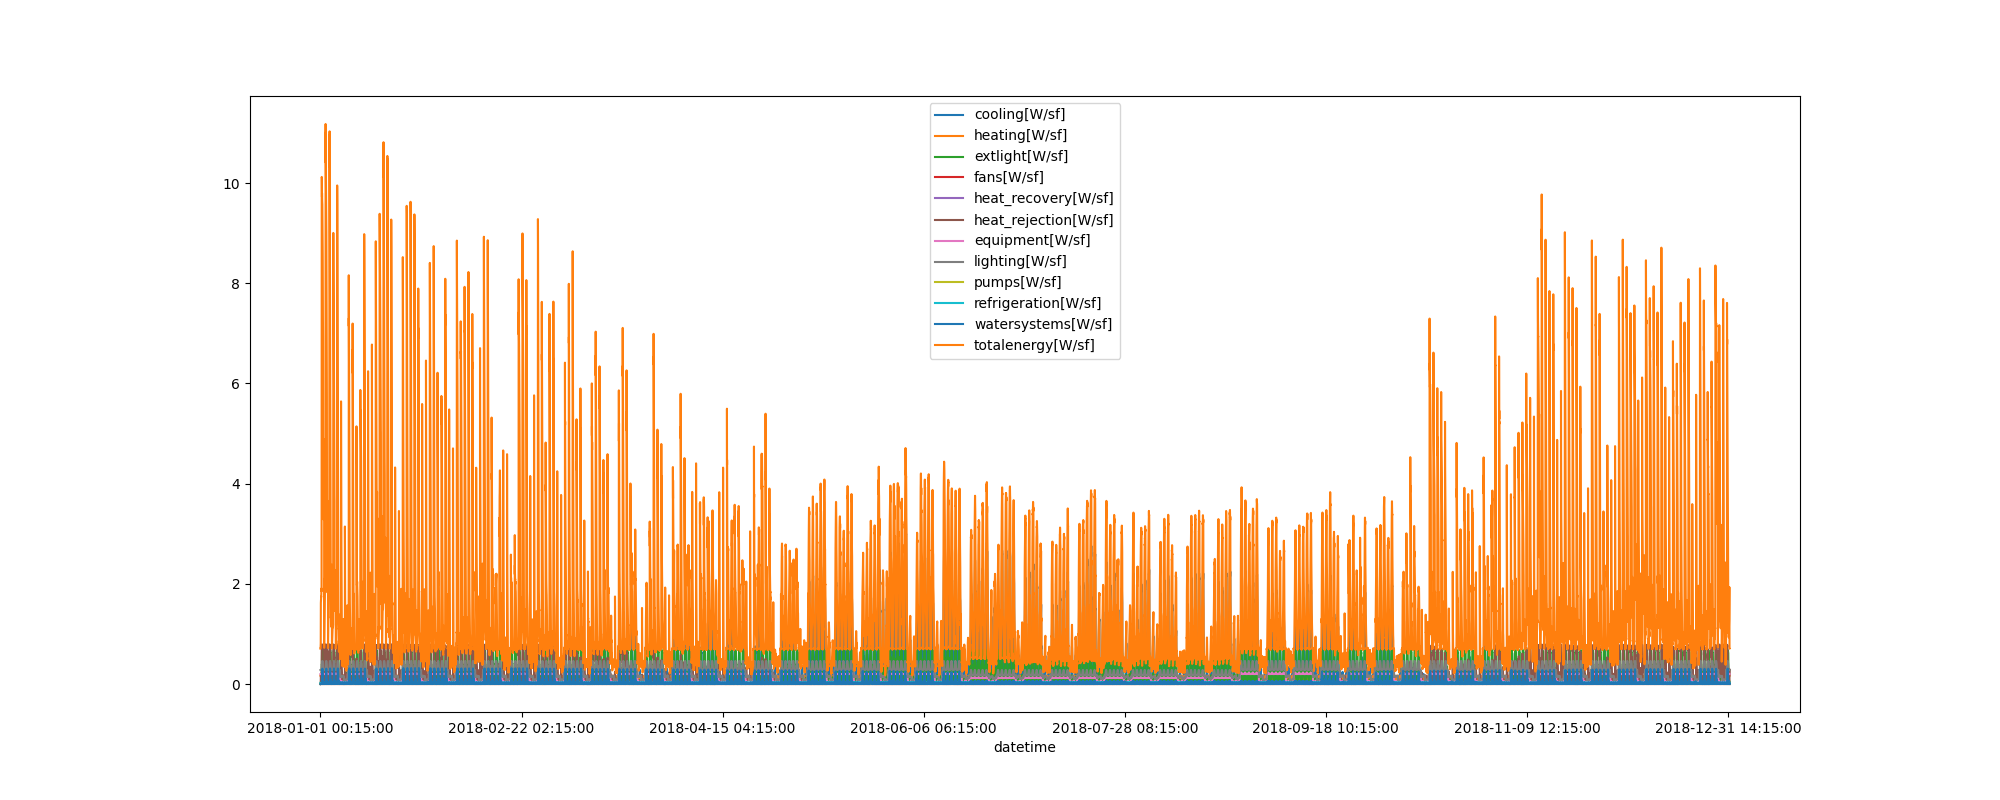 cooling[W/sf]
heating[W/sf]
extlight[W/sf]
fans[W/sf]
heat_recovery[W/sf]
heat_rejection[W/sf]
equipment[W/sf]
lighting[W/sf]
pumps[W/sf]
refrigeration[W/sf]
watersystems[W/sf]
totalenergy[W/sf]
10
8
6
4
2
0
2018-01-01 00:15:00 2018-02-22 02:15:00 2018-04-15 04:15:00 2018-06-06 06:15:00 2018-07-28 08:15:00 2018-09-18 10:15:00 2018-11-09 12:15:00 2018-12-31 14:15:00
datetime